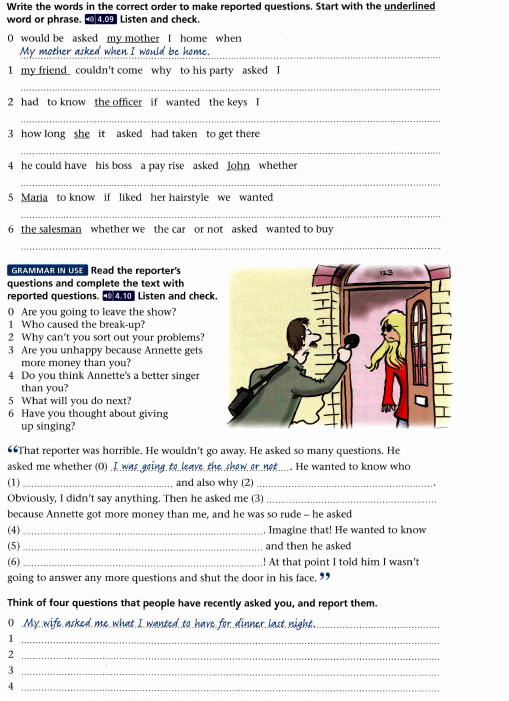 Write the words in the correct order to make reported questions. Start with the underlined
word or phrase. 4.09 Listen and check.
0 would be asked my mother I home when
My mother asked when I would be home.
1 my friend couldn't come why to his party asked I
2 had to know the officer if wanted the keys I
3 how long she it asked had taken to get there
4 he could have his boss a pay rise asked John whether
5 Maria to know if liked her hairstyle we wanted
6 the salesman whether we the car or not asked wanted to buy
GRAMMAR IN USE Read the reporter's
questions and complete the text with
reported questions. 4.10 Listen and check.
0 Are you going to leave the show?
1 Who caused the break-up?
2 Why can't you sort out your problems?
3 Are you unhappy because Annette gets
more money than you?
4 Do you think Annette's a better singer
than you?
5 What will you do next?
6 Have you thought about giving
up singing?
123
“That reporter was horrible. He wouldn't go away. He asked so many questions. He
asked me whether (0) I was going to leave the show or not. He wanted to know who
(1) and also why (2) .
Obviously, I didn't say anything. Then he asked me (3)
because Annette got more money than me, and he was so rude – he asked
(4) . Imagine that! He wanted to know
(5) and then he asked
(6) ! At that point I told him I wasn't
going to answer any more questions and shut the door in his face.”
Think of four questions that people have recently asked you, and report them.
0 My wife asked me what I wanted to have for dinner last night.
1
2
3
4